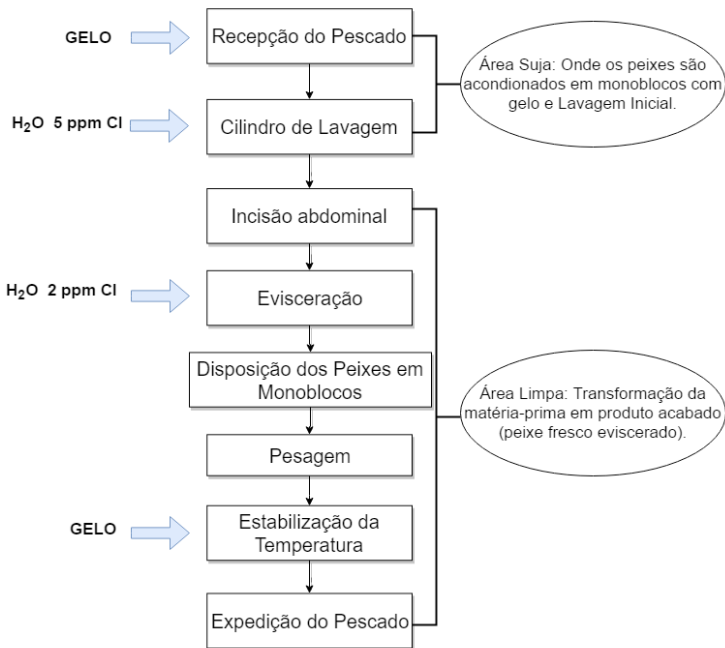 GELO
Recepção do Pescado
Área Suja: Onde os peixes são
acondionados em monoblocos com
gelo e Lavagem Inicial.
H₂O 5 ppm Cl
Cilindro de Lavagem
Incisão abdominal
H₂O 2 ppm Cl
Evisceração
Disposição dos Peixes em
Monoblocos
Área Limpa: Transformação da
matéria-prima em produto acabado
(peixe fresco eviscerado).
Pesagem
GELO
Estabilização da
Temperatura
Expedição do Pescado